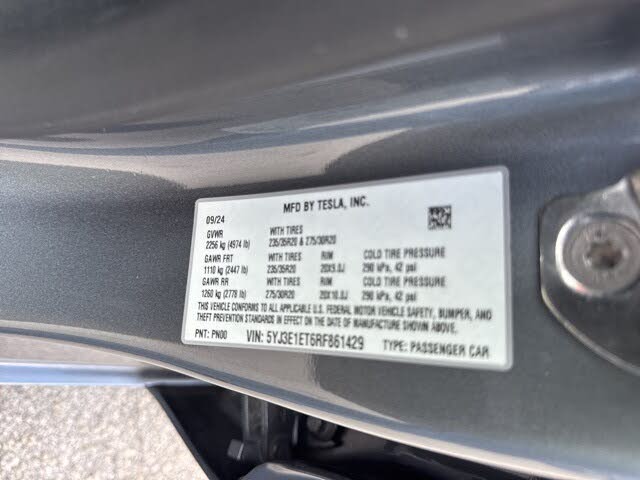 MFD BY TESLA, INC.
09/24
GVWR WITH TIRES
2256 kg (4974 lb) 235/35R20 & 275/30R20
GAWR FRT WITH TIRES RIM COLD TIRE PRESSURE
1110 kg (2447 lb) 235/35R20 20X9.0J 290 kPa, 42 psi
GAWR RR WITH TIRES RIM COLD TIRE PRESSURE
1260 kg (2778 lb) 275/30R20 20X10.0J 290 kPa, 42 psi
THIS VEHICLE CONFORMS TO ALL APPLICABLE U.S. FEDERAL MOTOR VEHICLE SAFETY, BUMPER, AND
THEFT PREVENTION STANDARDS IN EFFECT ON THE DATE OF MANUFACTURE SHOWN ABOVE.
PNT: PN00 VIN: 5YJ3E1ET6RF861429 TYPE: PASSENGER CAR